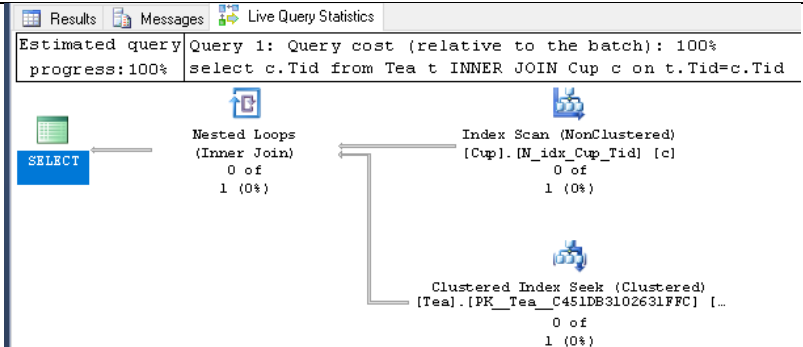 Results Messages Live Query Statistics
Estimated query progress:100%
Query 1: Query cost (relative to the batch): 100%
select c.Tid from Tea t INNER JOIN Cup c on t.Tid=c.Tid
SELECT
Nested Loops
(Inner Join)
0 of
1 (0%)
Index Scan (NonClustered)
[Cup].[N_idx_Cup_Tid] [c]
0 of
1 (0%)
Clustered Index Seek (Clustered)
[Tea].[PK__Tea__C451DB3102631FFC] […
0 of
1 (0%)